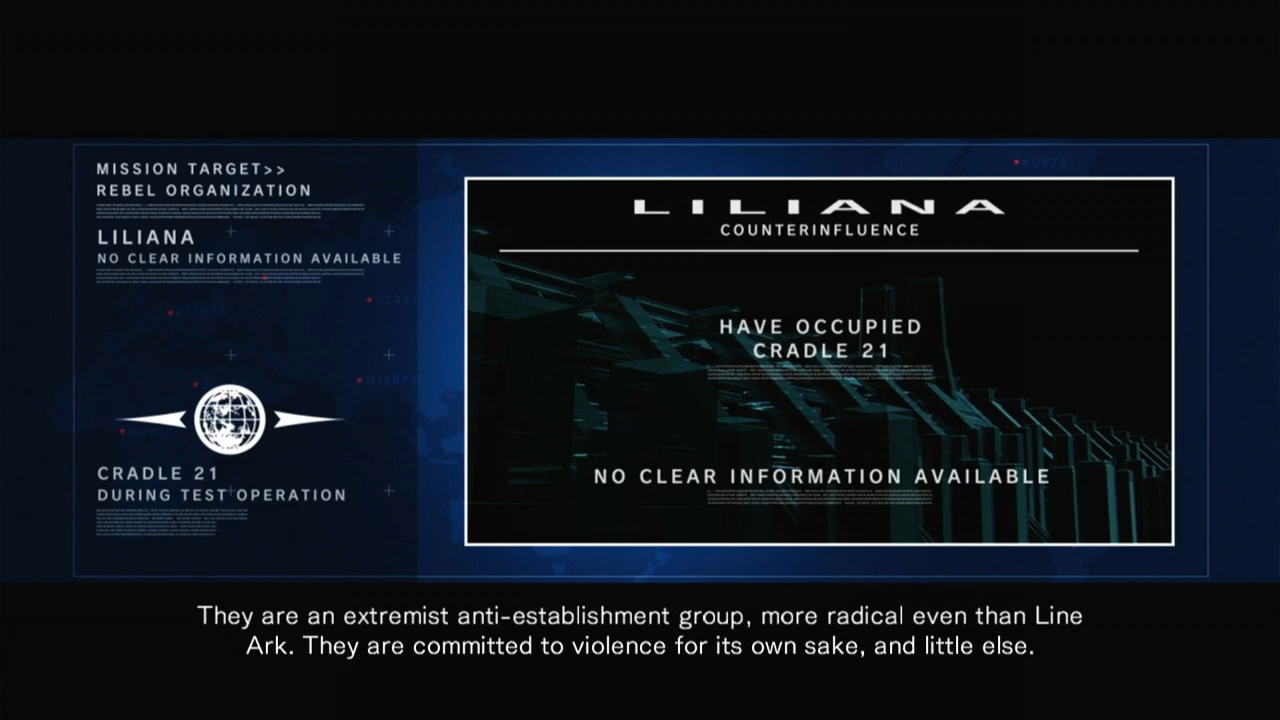 MISSION TARGET>>
REBEL ORGANIZATION
LILIANA
NO CLEAR INFORMATION AVAILABLE
CRADLE 21
DURING TEST OPERATION
LILIANA
COUNTERINFLUENCE
HAVE OCCUPIED
CRADLE 21
NO CLEAR INFORMATION AVAILABLE
They are an extremist anti-establishment group, more radical even than Line
Ark. They are committed to violence for its own sake, and little else.